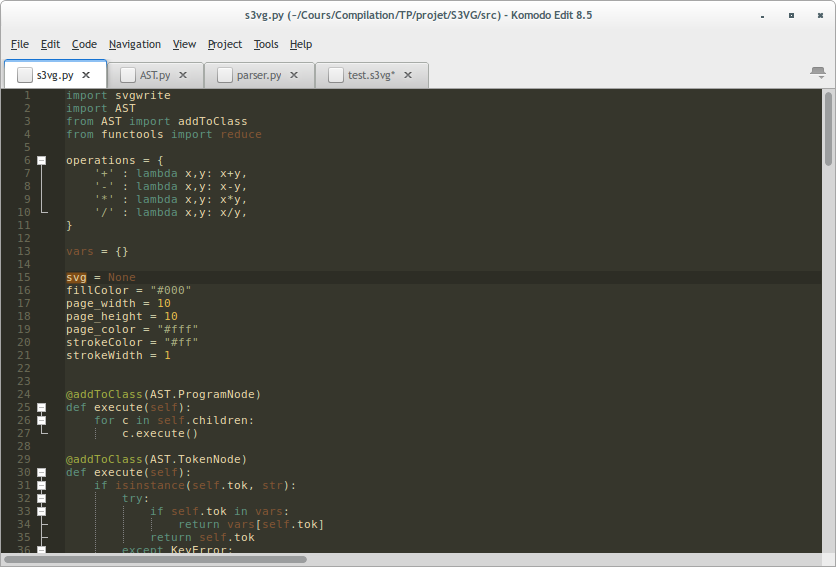 s3vg.py (~/Cours/Compilation/TP/projet/S3VG/src) - Komodo Edit 8.5
File Edit Code Navigation View Project Tools Help
s3vg.py AST.py parser.py test.s3vg*
1 import svgwrite
2 import AST
3 from AST import addToClass
4 from functools import reduce
5
6 operations = {
7     '+' : lambda x,y: x+y,
8     '-' : lambda x,y: x-y,
9     '*' : lambda x,y: x*y,
10     '/' : lambda x,y: x/y,
11 }
12
13 vars = {}
14
15 svg = None
16 fillColor = "#000"
17 page_width = 10
18 page_height = 10
19 page_color = "#fff"
20 strokeColor = "#ff"
21 strokeWidth = 1
22
23
24 @addToClass(AST.ProgramNode)
25 def execute(self):
26     for c in self.children:
27         c.execute()
28
29 @addToClass(AST.TokenNode)
30 def execute(self):
31     if isinstance(self.tok, str):
32         try:
33             if self.tok in vars:
34                 return vars[self.tok]
35             return self.tok
36         except KeyError: